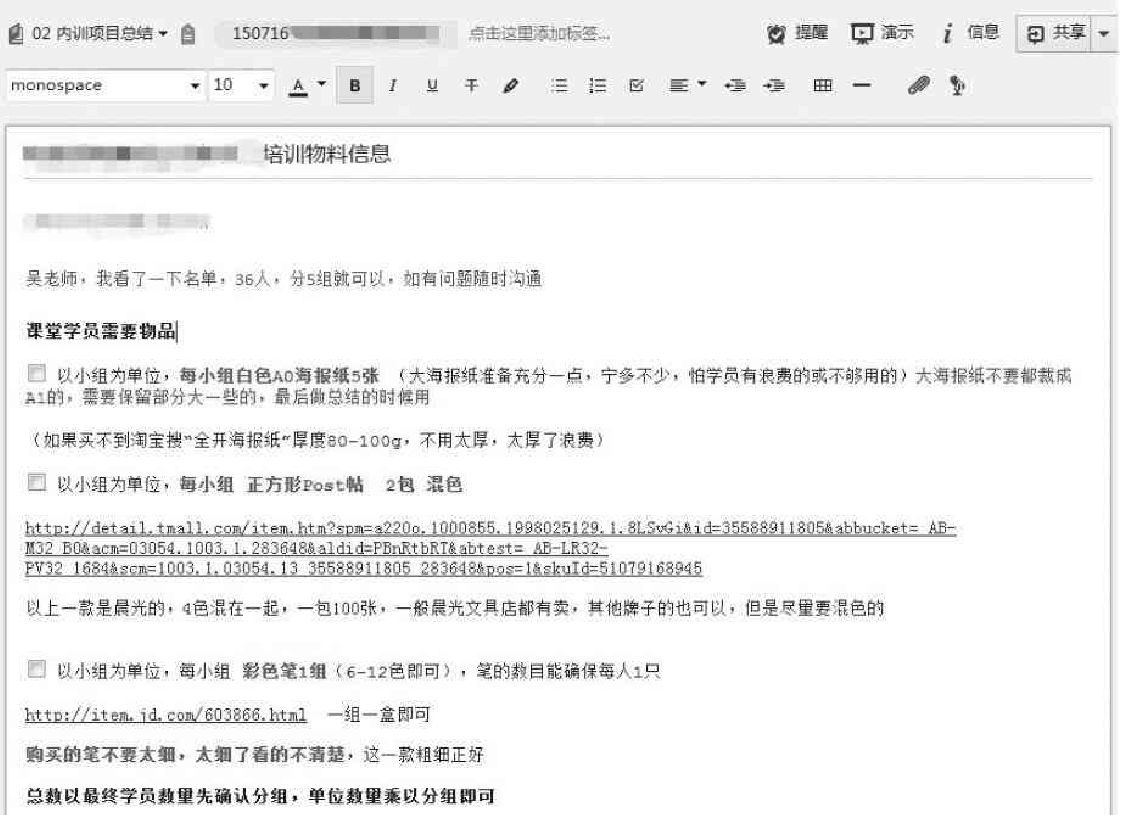 02 内训项目总结 150716 点击这里添加标签... 提醒 演示 i 信息 共享
monospace 10 A B I U T
培训物料信息
吴老师，我看了一下名单，36人，分5组就可以，如有问题随时沟通
课堂学员需要物品
以小组为单位，每小组白色A0海报纸5张 （大海报纸准备充分一点，宁多不少，怕学员有浪费的或不够用的）大海报纸不要都裁成
A1的，需要保留部分大一些的，最后做总结的时候用
（如果买不到淘宝搜“全开海报纸”厚度80-100g，不用太厚，太厚了浪费）
以小组为单位，每小组 正方形Post帖 2包 混色
http://detail.tmall.com/item.htm?spm=a220o.1000855.1998025129.1.8LSvGi&id=35588911805&abbucket=_AB-
M32_B0&acm=03054.1003.1.283648&aldid=PBnRtbRT&abtest=_AB-LR32-
PV32_1684&scm=1003.1.03054.13_35588911805_283648&pos=1&skuId=51079168945
以上一款是晨光的，4色混在一起，一包100张，一般晨光文具店都有卖，其他牌子的也可以，但是尽量要混色的
以小组为单位，每小组 彩色笔1组（6-12色即可），笔的数目能确保每人1只
http://item.jd.com/603866.html 一组一盒即可
购买的笔不要太细，太细了看的不清楚，这一款粗细正好
总数以最终学员数量先确认分组，单位数量乘以分组即可